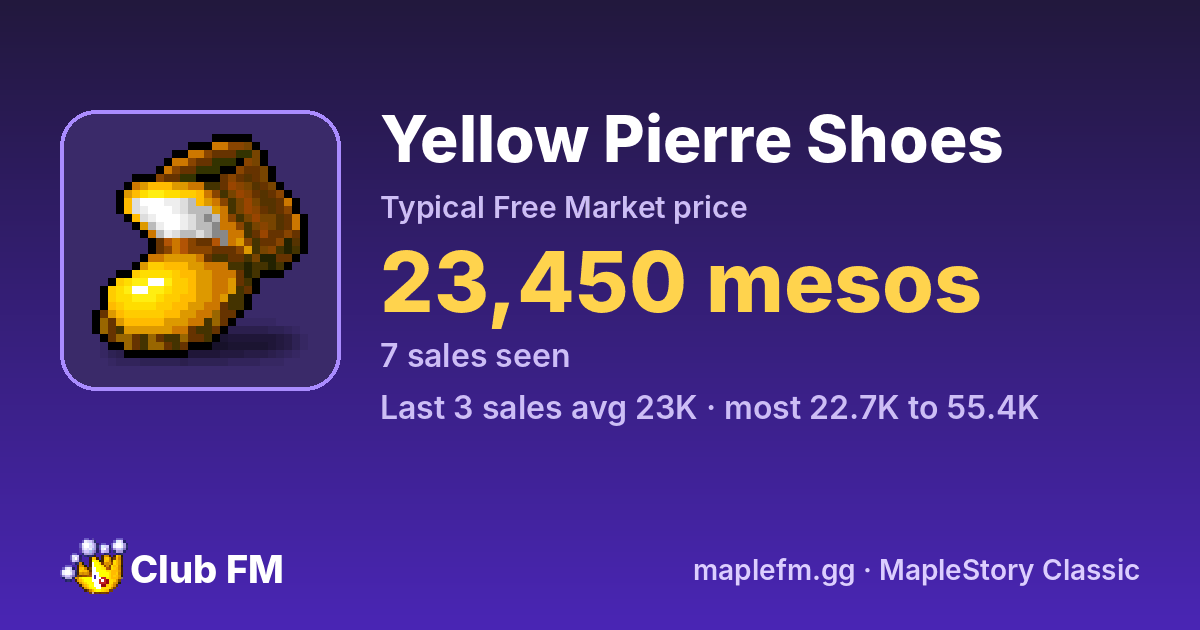 Yellow Pierre Shoes
Typical Free Market price
23,450 mesos
7 sales seen
Last 3 sales avg 23K · most 22.7K to 55.4K
Club FM
maplefm.gg · MapleStory Classic